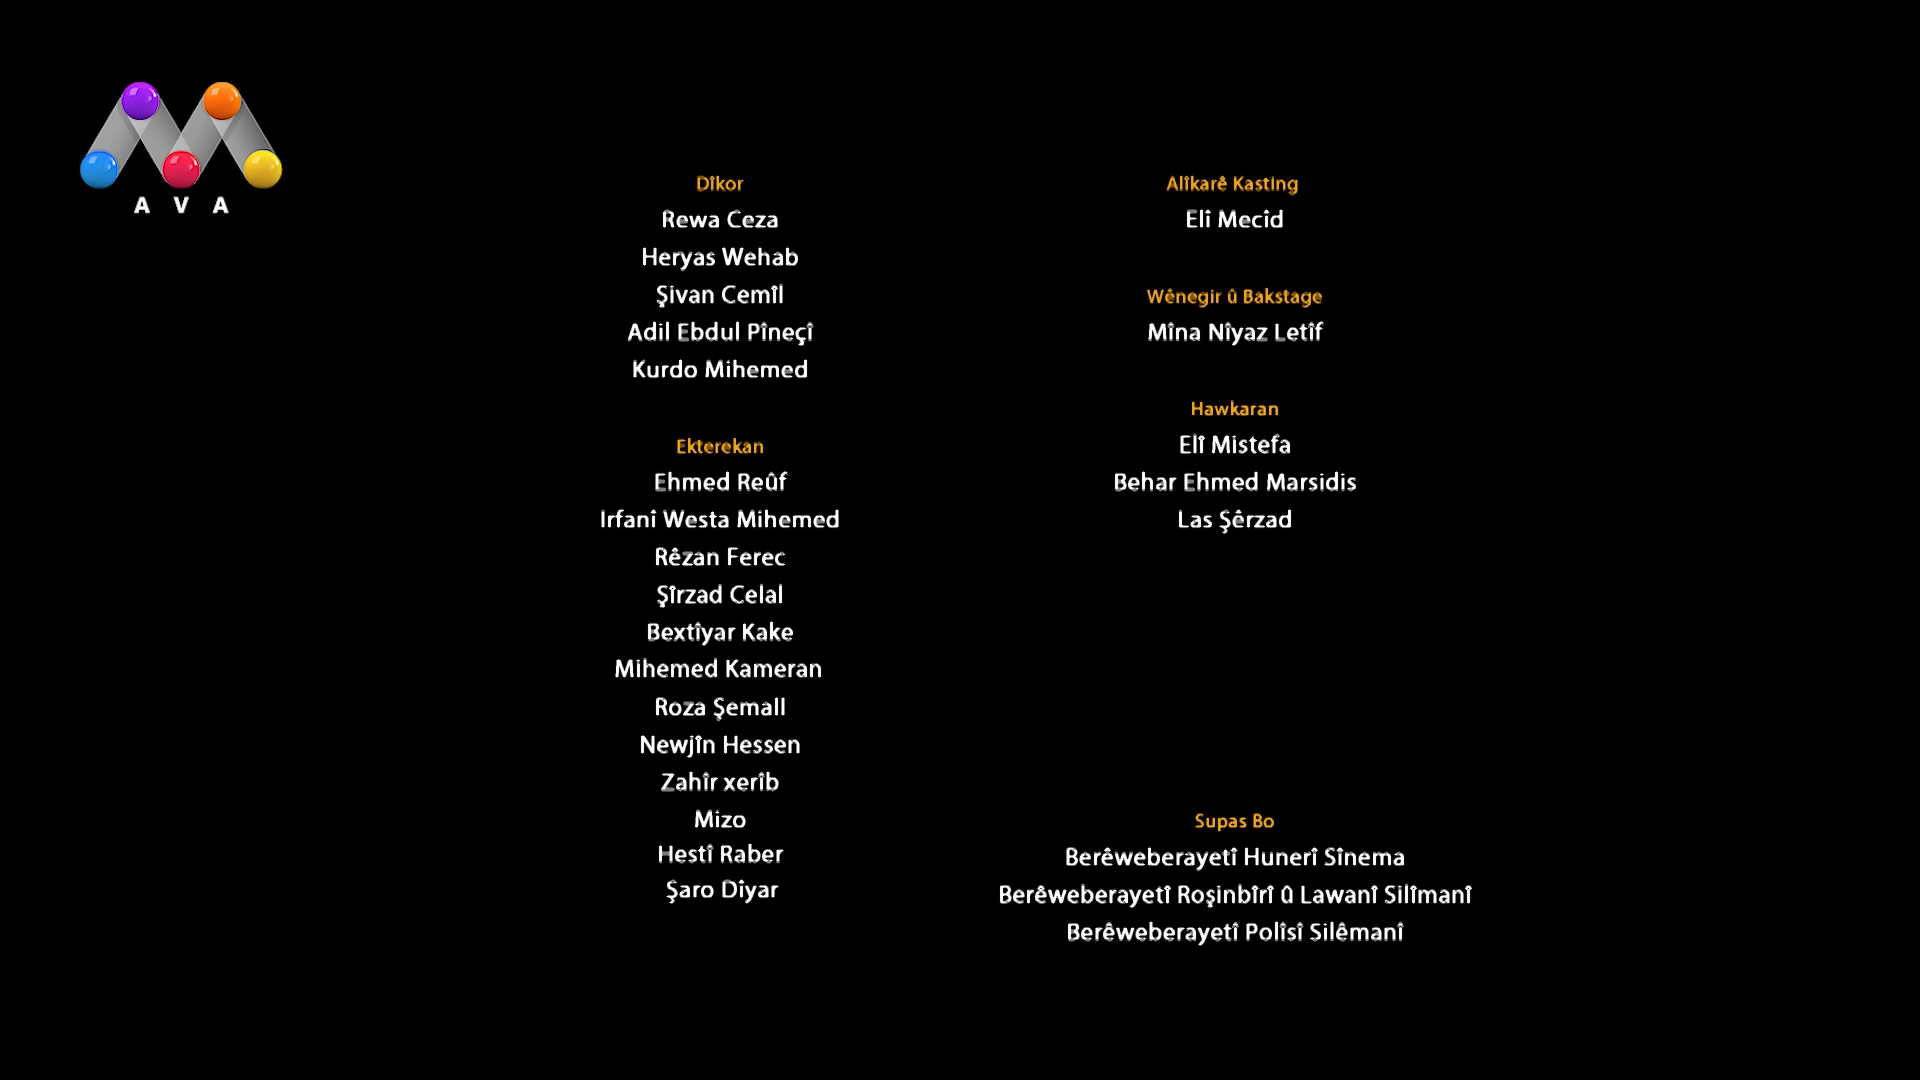 AVA
Dîkor
Rewa Ceza
Heryas Wehab
Şivan Cemîl
Adil Ebdul Pîneçî
Kurdo Mihemed
Ekterekan
Ehmed Reûf
Irfanî Westa Mihemed
Rêzan Ferec
Şîrzad Celal
Bextîyar Kake
Mihemed Kameran
Roza Şemall
Newjîn Hessen
Zahîr xerîb
Mizo
Hestî Raber
Şaro Dîyar
Alîkarê Kasting
Elî Mecîd
Wênegir û Bakstage
Mîna Nîyaz Letîf
Hawkaran
Elî Mistefa
Behar Ehmed Marsidis
Las Şêrzad
Supas Bo
Berêweberayetî Hunerî Sînema
Berêweberayetî Roşinbîrî û Lawanî Silîmanî
Berêweberayetî Polîsî Silêmanî